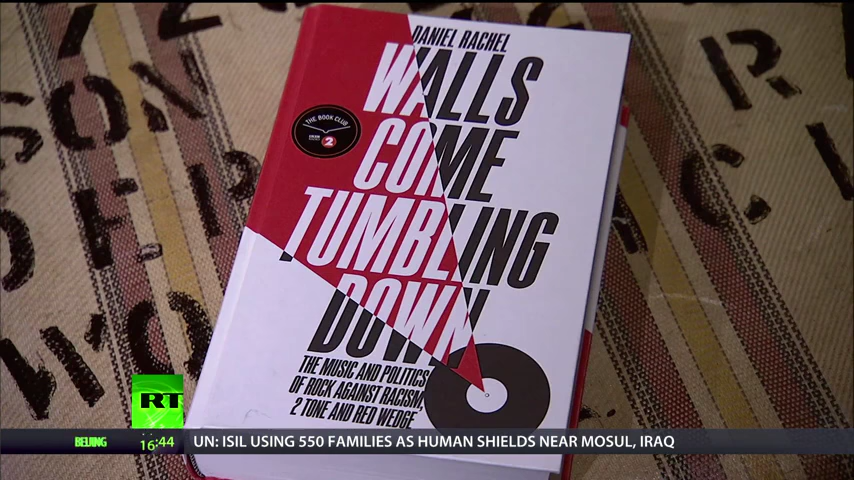 DANIEL RACHEL
WALLS
COME
TUMBLING
DOWN
THE BOOK CLUB
2
THE MUSIC AND POLITICS
OF ROCK AGAINST RACISM,
2 TONE AND RED WEDGE
RT
BEIJING
16:44
UN: ISIL USING 550 FAMILIES AS HUMAN SHIELDS NEAR MOSUL, IRAQ